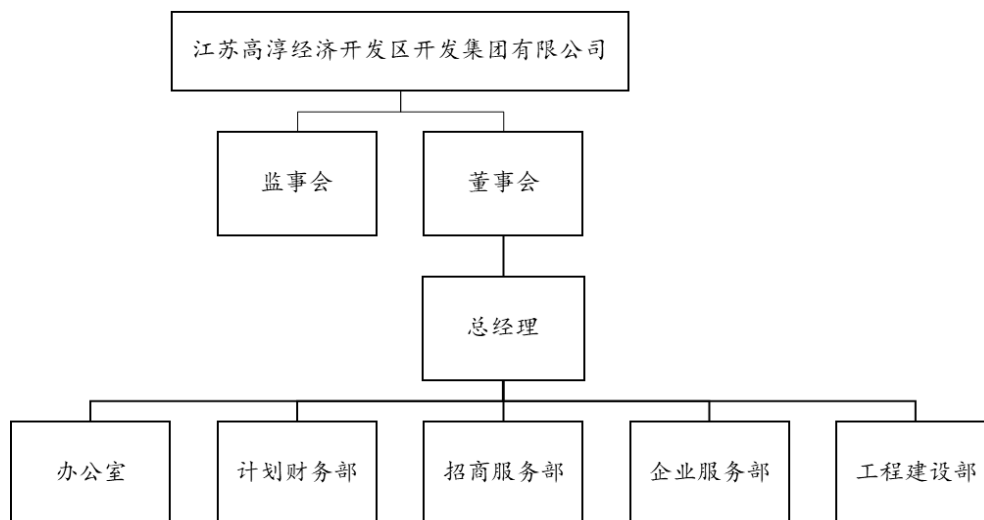 江苏高淳经济开发区开发集团有限公司
监事会
董事会
总经理
办公室
计划财务部
招商服务部
企业服务部
工程建设部